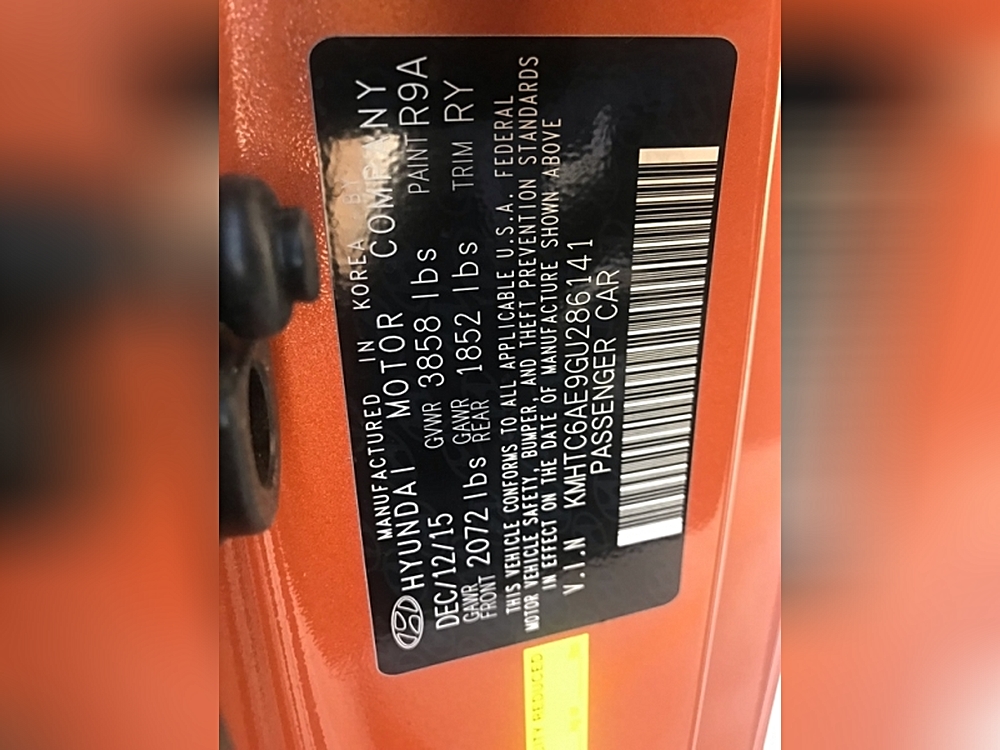 MANUFACTURED IN KOREA BY
HYUNDAI MOTOR COMPANY
DEC/12/15 GVWR 3858 lbs PAINT R9A
GAWR FRONT 2072 lbs GAWR REAR 1852 lbs TRIM RY
THIS VEHICLE CONFORMS TO ALL APPLICABLE U.S.A. FEDERAL
MOTOR VEHICLE SAFETY, BUMPER, AND THEFT PREVENTION STANDARDS
IN EFFECT ON THE DATE OF MANUFACTURE SHOWN ABOVE
V.I.N KMHTC6AE9GU286141
PASSENGER CAR
REDUCED